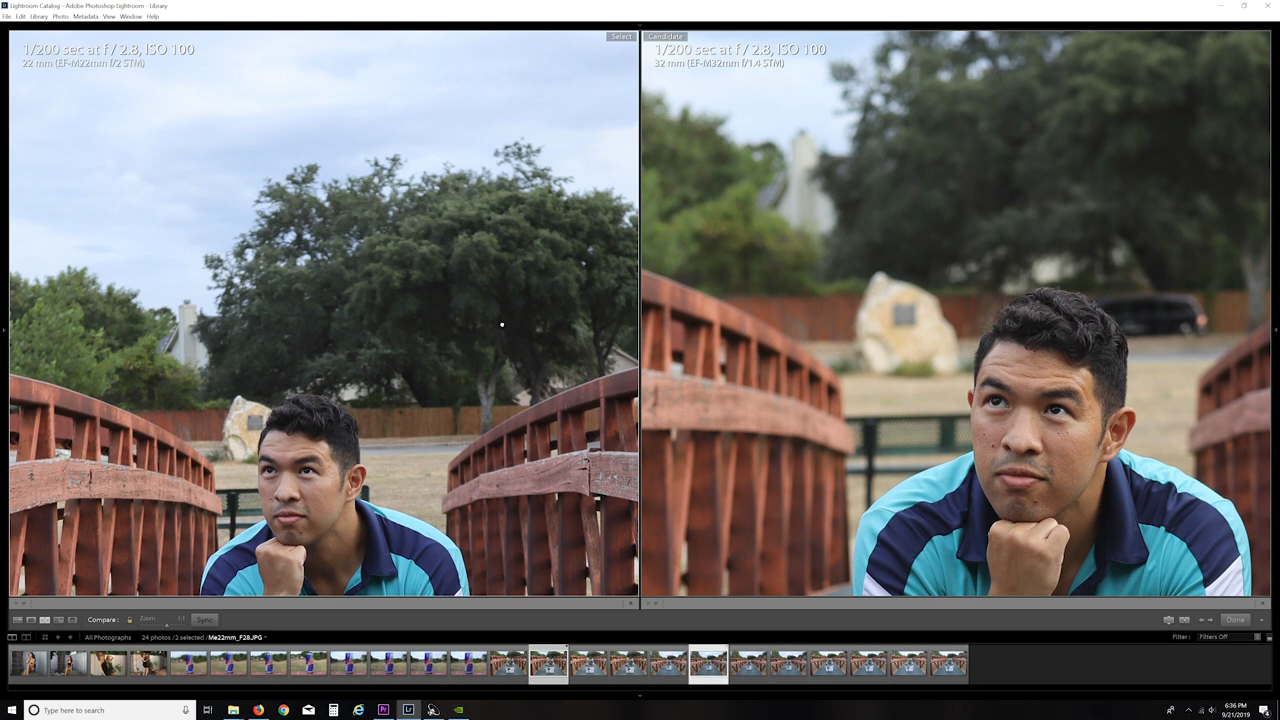 Lightroom Catalog - Adobe Photoshop Lightroom - Library
File Edit Library Photo Metadata View Window Help
1/200 sec at f / 2.8, ISO 100
22 mm (EF-M22mm f/2 STM)
Select
Candidate
1/200 sec at f / 2.8, ISO 100
32 mm (EF-M32mm f/1.4 STM)
Compare : Zoom 1:1 Sync Done
All Photographs 24 photos /2 selected /Me22mm_F28.JPG Filter : Filters Off
Type here to search
6:36 PM
9/21/2019